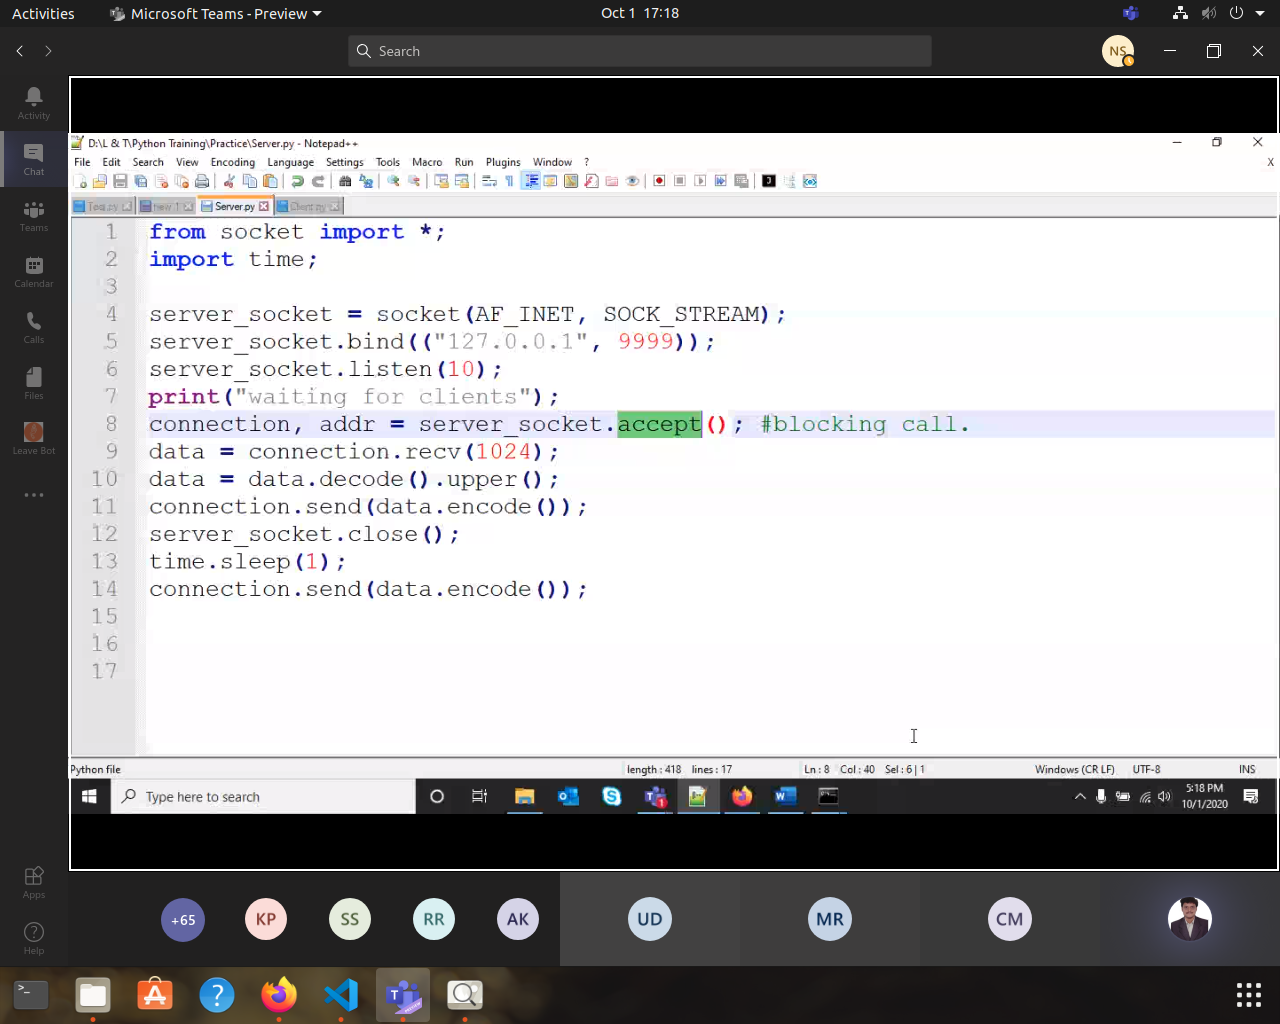 Activities Microsoft Teams - Preview Oct 1 17:18
Search NS
Activity
Chat
Teams
Calendar
Calls
Files
Leave Bot
Apps
Help
D:\L & T\Python Training\Practice\Server.py - Notepad++
File Edit Search View Encoding Language Settings Tools Macro Run Plugins Window ? X
new 1 Server.py Client.py
1 from socket import *;
2 import time;
3
4 server_socket = socket(AF_INET, SOCK_STREAM);
5 server_socket.bind(("127.0.0.1", 9999));
6 server_socket.listen(10);
7 print("waiting for clients");
8 connection, addr = server_socket.accept(); #blocking call.
9 data = connection.recv(1024);
10 data = data.decode().upper();
11 connection.send(data.encode());
12 server_socket.close();
13 time.sleep(1);
14 connection.send(data.encode());
15
16
17
Python file length : 418 lines : 17 Ln : 8 Col : 40 Sel : 6 | 1 Windows (CR LF) UTF-8 INS
Type here to search 5:18 PM
10/1/2020
+65 KP SS RR AK UD MR CM